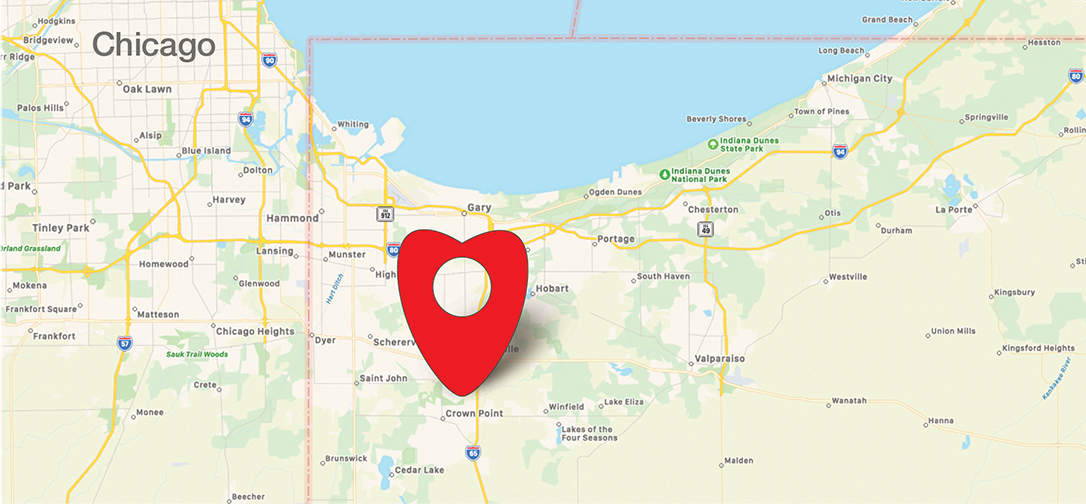 Hodgkins
Bridgeview
rr Ridge
Chicago
90
Oak Lawn
Palos Hills
94
Alsip
Blue Island
Dolton
d Park
Harvey
Tinley Park
Hammond
rland Grassland
Lansing
Homewood
Munster
High
Mokena
Glenwood
Hart Ditch
Frankfort Square
Matteson
Frankfort
Chicago Heights
57
Dyer
Scherery
Sauk Trail Woods
Saint John
Crete
Monee
Brunswick
Cedar Lake
Beecher
Whiting
912
Gary
80
Hobart
lle
Crown Point
65
Winfield
Lake Eliza
Lakes of the
Four Seasons
Grand Beach
Long Beach
Hesston
Michigan City
80
Beverly Shores
Town of Pines
Springville
Rollin
Indiana Dunes
State Park
94
Indiana Dunes
National Park
Ogden Dunes
Chesterton
Otis
La Porte
49
Durham
Portage
South Haven
Westville
Sti
Kingsbury
Union Mills
Kingsford Heights
Valparaiso
Wanatah
Kankakee River
Hanna
Malden